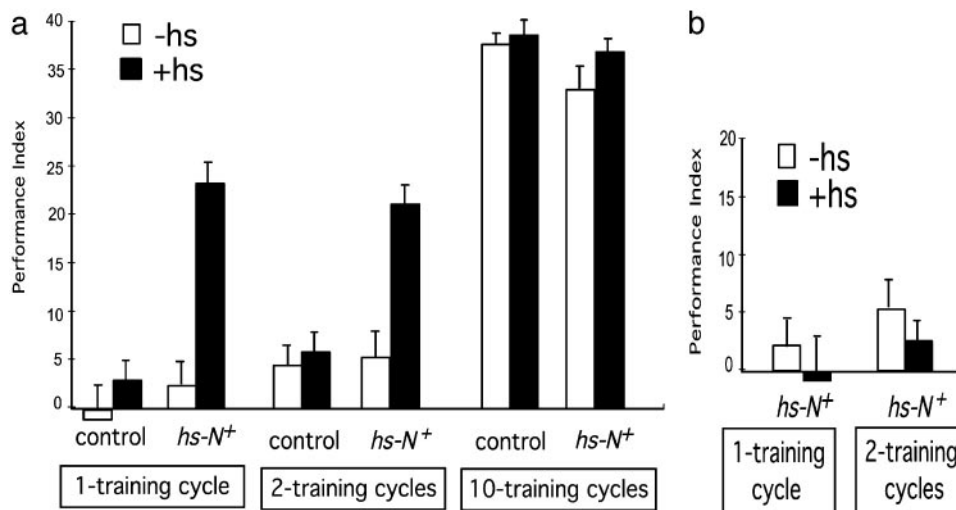 a
-hs
+hs
Performance Index
40
35
30
25
20
15
10
5
0
control hs-N+ control hs-N+ control hs-N+
1-training cycle 2-training cycles 10-training cycles
b
-hs
+hs
Performance Index
20
15
10
5
0
hs-N+ hs-N+
1-training
cycle
2-training
cycles